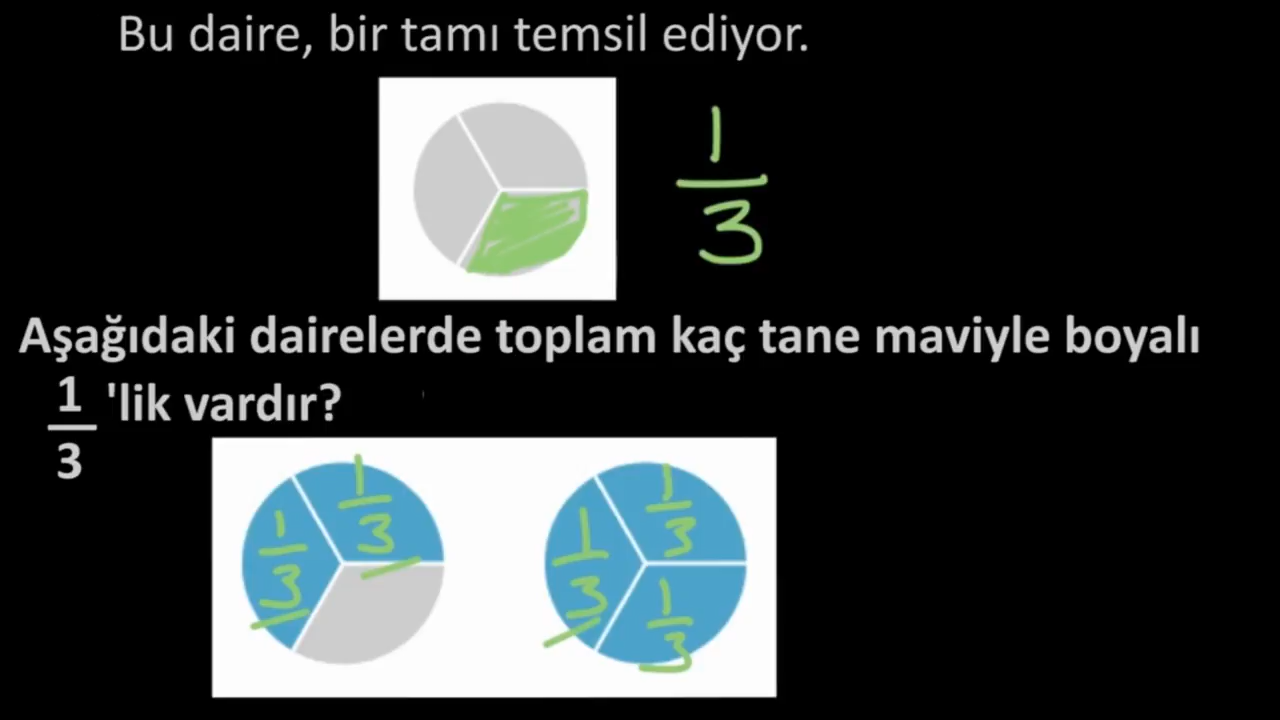 Bu daire, bir tamı temsil ediyor.
1
3
Aşağıdaki dairelerde toplam kaç tane maviyle boyalı
1/3 'lik vardır?
1/3 1/3 1/3 1/3
1/3